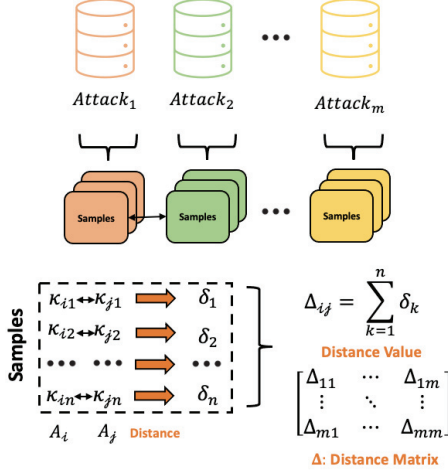 Attack₁ Attack₂ ••• Attackₘ
Samples Samples ••• Samples
Samples
κᵢ₁ ↔ κⱼ₁ δ₁
κᵢ₂ ↔ κⱼ₂ δ₂
••• ••• ••• •••
κᵢₙ ↔ κⱼₙ δₙ
Aᵢ Aⱼ Distance
Δᵢⱼ = ∑ₖ₌₁ⁿ δₖ
Distance Value
[Δ₁₁ ⋯ Δ₁ₘ
⋮ ⋱ ⋮
Δₘ₁ ⋯ Δₘₘ]
Δ: Distance Matrix